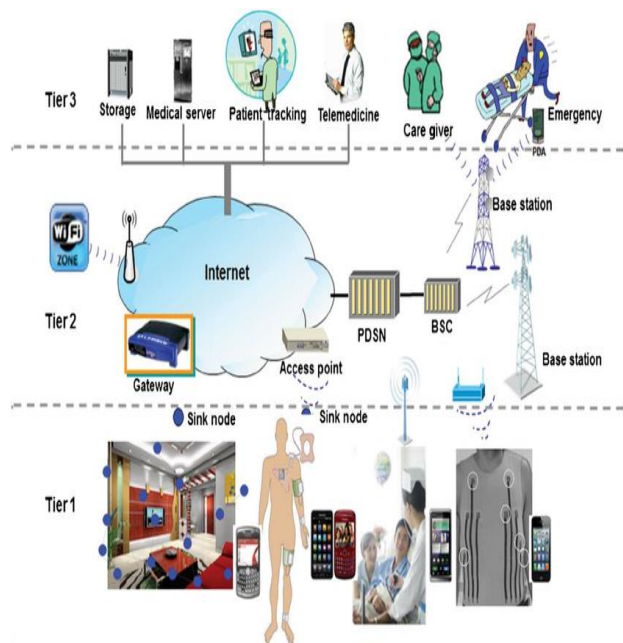 Tier 3
Storage
Medical server
Patient tracking
Telemedicine
Care giver
Emergency
PDA
Base station
Wi Fi
ZONE
Internet
Tier 2
PDSN
BSC
Gateway
Access point
Base station
Sink node
Sink node
Tier 1